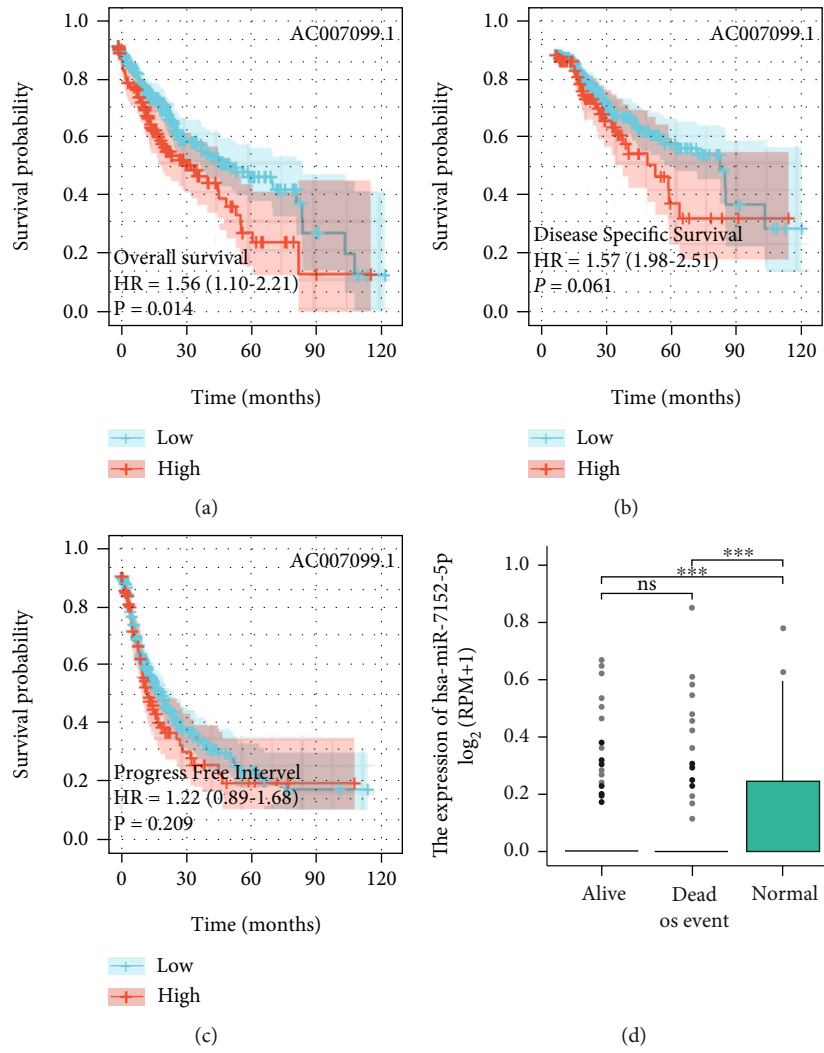 AC007099.1
Survival probability
1.0
0.8
0.6
0.4
0.2
0.0
Overall survival
HR = 1.56 (1.10-2.21)
P = 0.014
0
30
60
90
120
Time (months)
Low
High
(a)
AC007099.1
Survival probability
1.0
0.8
0.6
0.4
0.2
0.0
Disease Specific Survival
HR = 1.57 (1.98-2.51)
P = 0.061
0
30
60
90
120
Time (months)
Low
High
(b)
AC007099.1
Survival probability
1.0
0.8
0.6
0.4
0.2
0.0
Progress Free Intervel
HR = 1.22 (0.89-1.68)
P = 0.209
0
30
60
90
120
Time (months)
Low
High
(c)
The expression of hsa-miR-7152-5p
log2 (RPM+1)
1.0
0.8
0.6
0.4
0.2
0.0
***
***
ns
Alive
Dead
Normal
os event
(d)